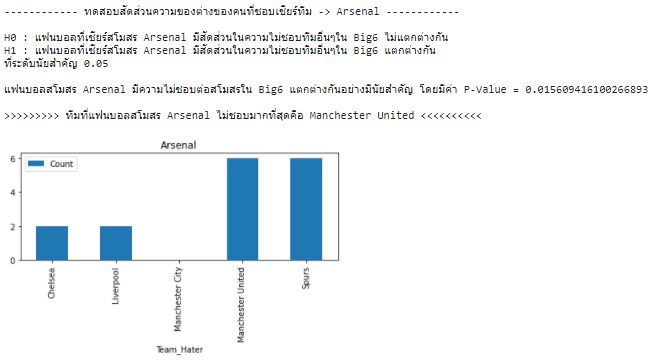 ------------ ทดสอบสัดส่วนความของต่างของคนที่ชอบเชียร์ทีม -> Arsenal ------------
H0 : แฟนบอลที่เชียร์สโมสร Arsenal มีสัดส่วนในความไม่ชอบทีมอื่นๆใน Big6 ไม่แตกต่างกัน
H1 : แฟนบอลที่เชียร์สโมสร Arsenal มีสัดส่วนในความไม่ชอบทีมอื่นๆใน Big6 แตกต่างกัน
ที่ระดับนัยสำคัญ 0.05
แฟนบอลสโมสร Arsenal มีความไม่ชอบต่อสโมสรใน Big6 แตกต่างกันอย่างมีนัยสำคัญ โดยมีค่า P-Value = 0.015609416100266893
>>>>>>>>> ทีมที่แฟนบอลสโมสร Arsenal ไม่ชอบมากที่สุดคือ Manchester United <<<<<<<<<<
Arsenal
Count
6
4
2
0
Chelsea
Liverpool
Manchester City
Manchester United
Spurs
Team_Hater